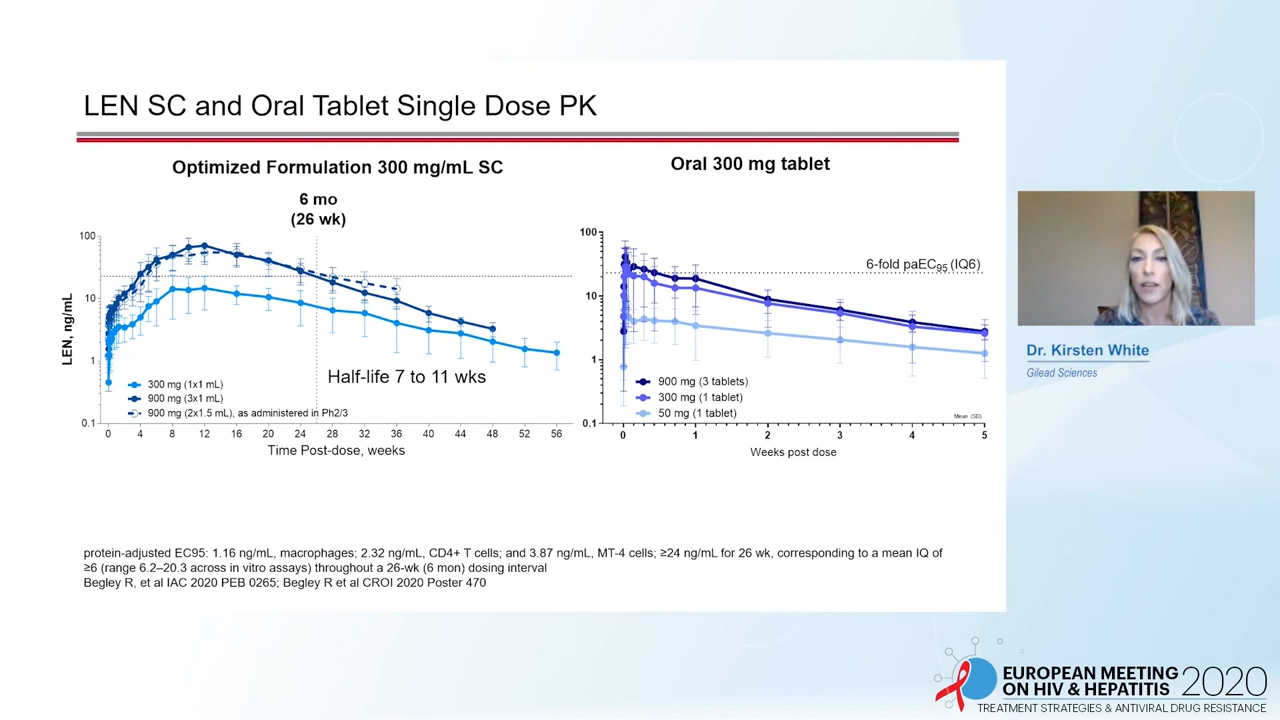 LEN SC and Oral Tablet Single Dose PK
Optimized Formulation 300 mg/mL SC
6 mo
(26 wk)
LEN, ng/mL
100
10
1
0.1
Half-life 7 to 11 wks
300 mg (1x1 mL)
900 mg (3x1 mL)
900 mg (2x1.5 mL), as administered in Ph2/3
0 4 8 12 16 20 24 28 32 36 40 44 48 52 56
Time Post-dose, weeks
Oral 300 mg tablet
100
10
1
0.1
6-fold paEC95 (IQ6)
900 mg (3 tablets)
300 mg (1 tablet)
50 mg (1 tablet)
Mean (SD)
0 1 2 3 4 5
Weeks post dose
protein-adjusted EC95: 1.16 ng/mL, macrophages; 2.32 ng/mL, CD4+ T cells; and 3.87 ng/mL, MT-4 cells; ≥24 ng/mL for 26 wk, corresponding to a mean IQ of
≥6 (range 6.2–20.3 across in vitro assays) throughout a 26-wk (6 mon) dosing interval
Begley R, et al IAC 2020 PEB 0265; Begley R et al CROI 2020 Poster 470
Dr. Kirsten White
Gilead Sciences
EUROPEAN MEETING
ON HIV & HEPATITIS 2020
TREATMENT STRATEGIES & ANTIVIRAL DRUG RESISTANCE